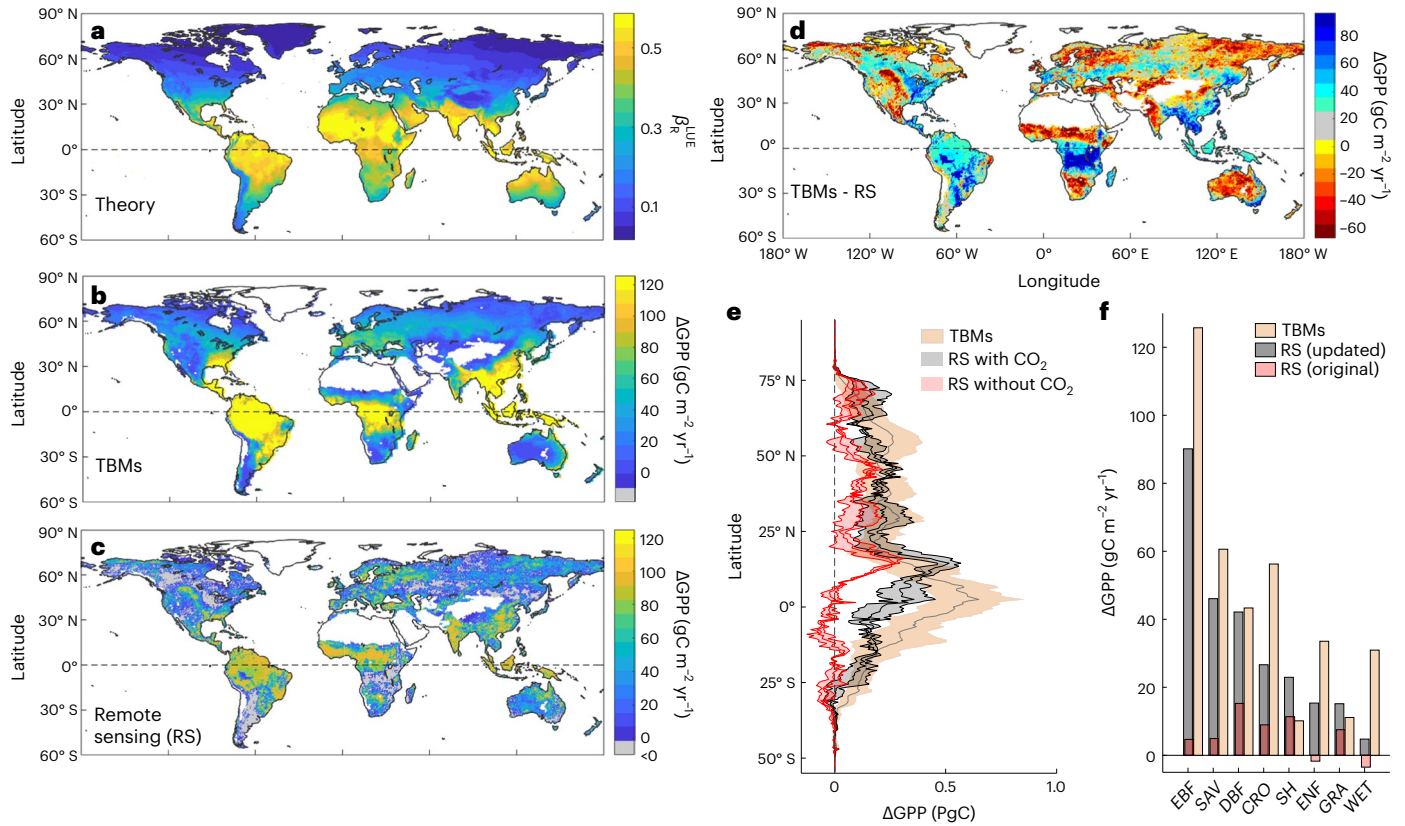 a
90° N
60° N
30° N
0°
30° S
60° S
Latitude
Theory
0.5
0.3
0.1
β_R^LUE
b
90° N
60° N
30° N
0°
30° S
60° S
Latitude
TBMs
120
100
80
60
40
20
0
ΔGPP (gC m⁻² yr⁻¹)
c
90° N
60° N
30° N
0°
30° S
60° S
Latitude
Remote
sensing (RS)
120
100
80
60
40
20
0
<0
ΔGPP (gC m⁻² yr⁻¹)
d
90° N
60° N
30° N
0°
30° S
60° S
Latitude
TBMs - RS
180° W
120° W
60° W
0°
60° E
120° E
180° W
Longitude
80
60
40
20
0
−20
−40
−60
ΔGPP (gC m⁻² yr⁻¹)
e
TBMs
RS with CO₂
RS without CO₂
75° N
50° N
25° N
0°
25° S
50° S
Latitude
0
0.5
1.0
ΔGPP (PgC)
f
TBMs
RS (updated)
RS (original)
120
100
80
60
40
20
0
ΔGPP (gC m⁻² yr⁻¹)
EBF
SAV
DBF
CRO
SH
ENF
GRA
WET